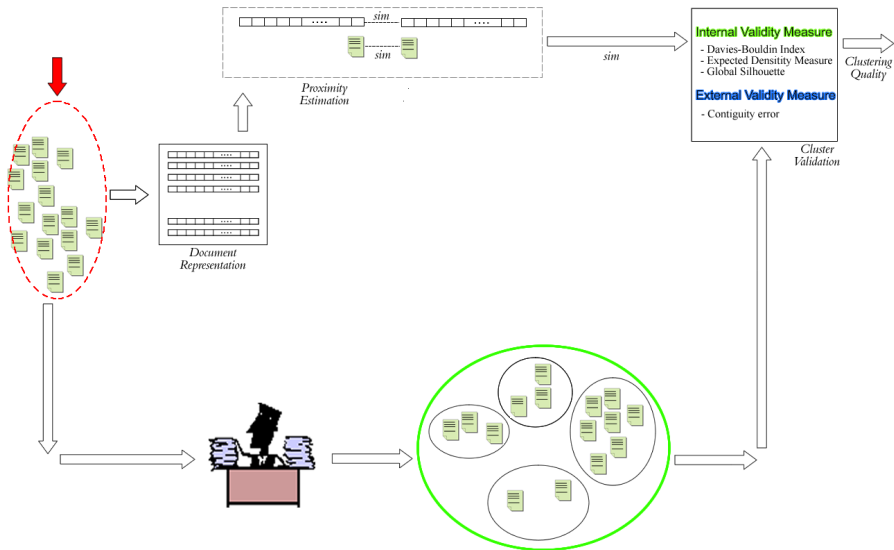 sim
sim
Proximity
Estimation
sim
Internal Validity Measure
- Davies-Bouldin Index
- Expected Densitity Measure
- Global Silhouette
External Validity Measure
- Contiguity error
Clustering
Quality
Cluster
Validation
Document
Representation